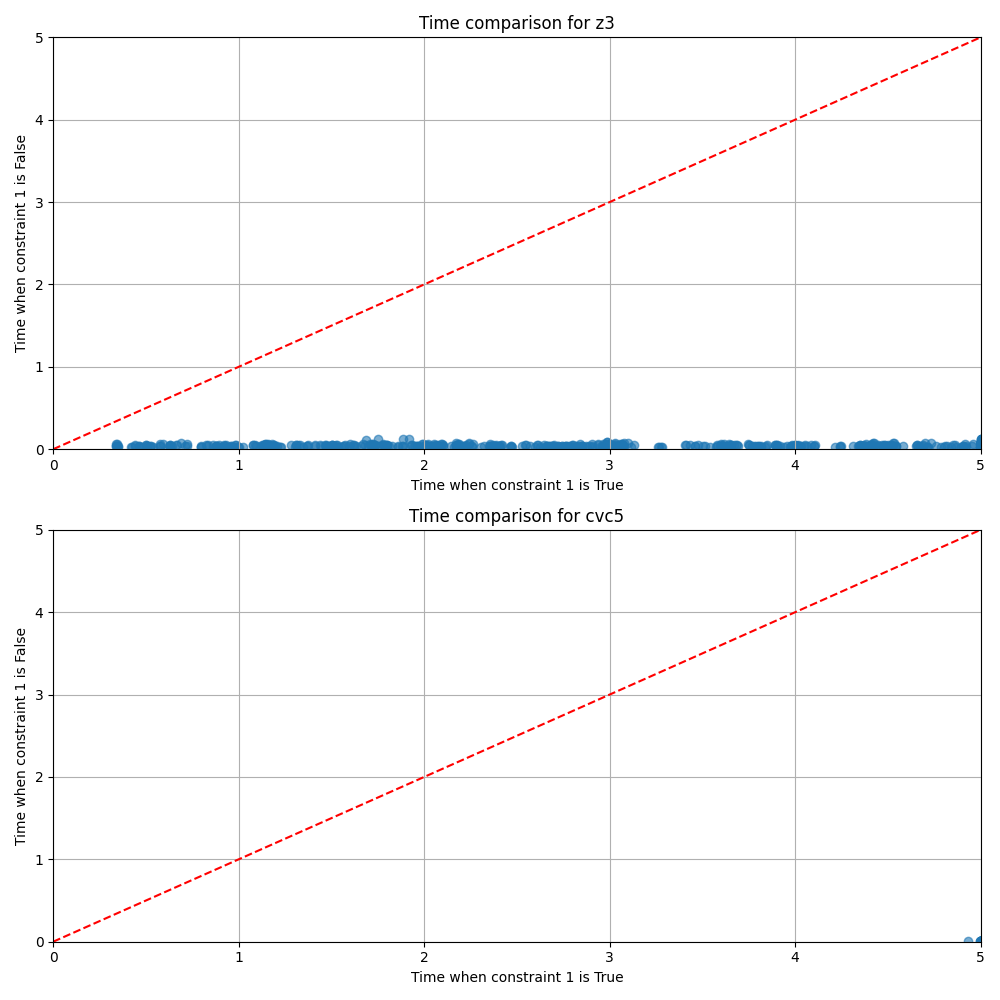 Time comparison for z3
Time when constraint 1 is False
5
4
3
2
1
0
0 1 2 3 4 5
Time when constraint 1 is True
Time comparison for cvc5
Time when constraint 1 is False
5
4
3
2
1
0
0 1 2 3 4 5
Time when constraint 1 is True